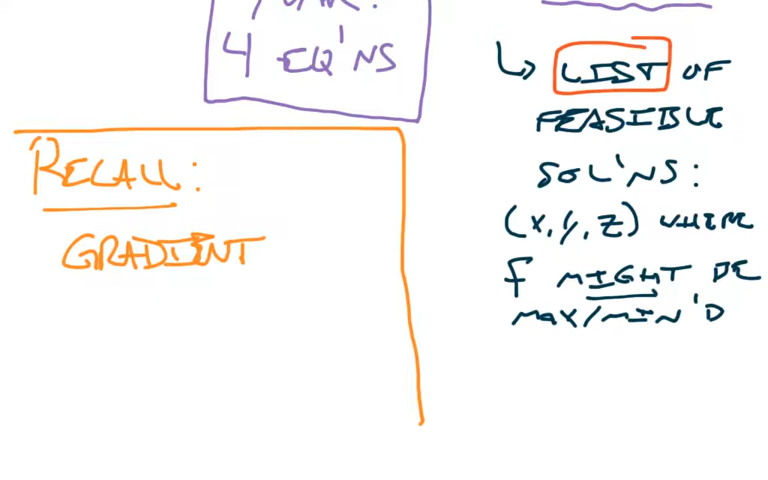 4 EQ'NS
RECALL:
GRADIENT
↳ LIST OF
FEASIBLE
SOL'NS:
(X, Y, Z) WHERE
f MIGHT BE
MAX/MIN'D